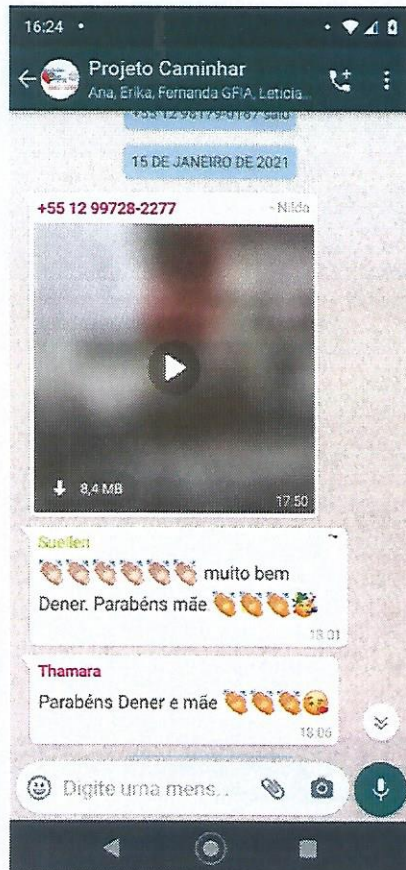 16:24
Projeto Caminhar
Ana, Erika, Fernanda GFIA, Leticia...
15 DE JANEIRO DE 2021
+55 12 99728-2277 ~ Nilda
8,4 MB
17:50
Suellen
👏👏👏👏👏👏 muito bem
Dener. Parabéns mãe 👏👏👏🥳
18:01
Thamara
Parabéns Dener e mãe 👏👏👏😘
18:06
Digite uma mens...